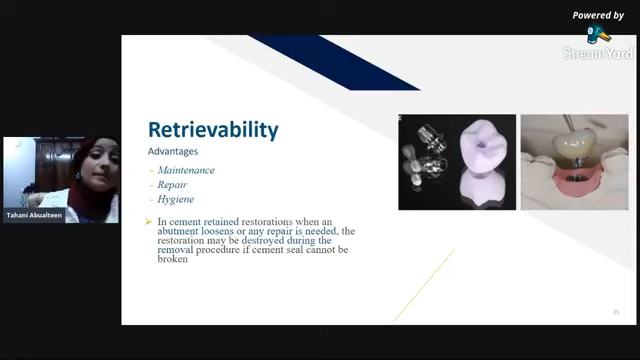 Powered by
StreamYard
Retrievability
Advantages
- Maintenance
- Repair
- Hygiene
In cement retained restorations when an
abutment loosens or any repair is needed, the
restoration may be destroyed during the
removal procedure if cement seal cannot be
broken
Tahani Abualteen
25